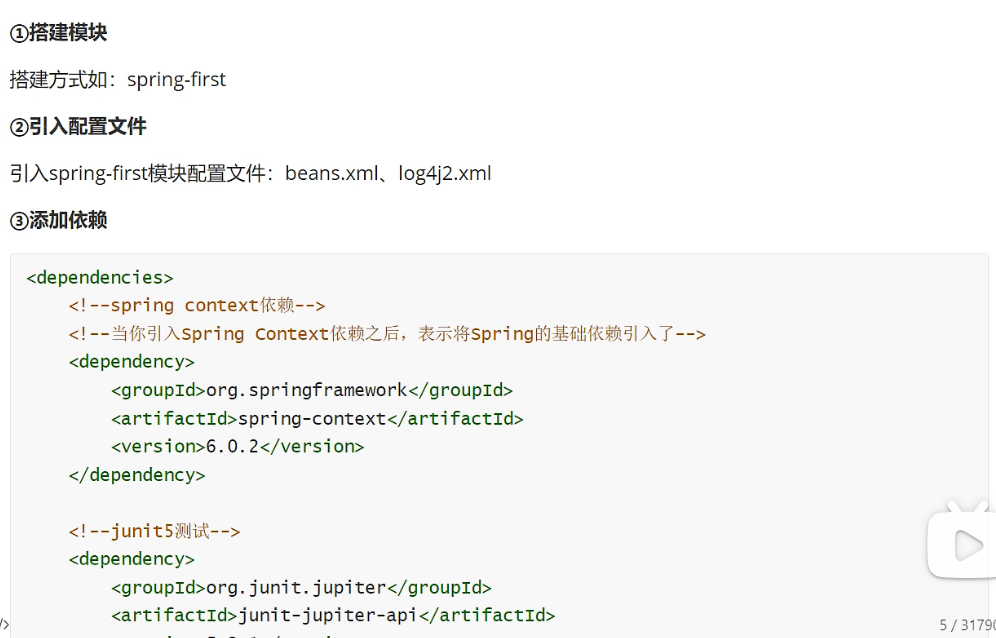 ①搭建模块
搭建方式如：spring-first
②引入配置文件
引入spring-first模块配置文件：beans.xml、log4j2.xml
③添加依赖
<dependencies>
    <!--spring context依赖-->
    <!--当你引入Spring Context依赖之后，表示将Spring的基础依赖引入了-->
    <dependency>
        <groupId>org.springframework</groupId>
        <artifactId>spring-context</artifactId>
        <version>6.0.2</version>
    </dependency>
    <!--junit5测试-->
    <dependency>
        <groupId>org.junit.jupiter</groupId>
        <artifactId>junit-jupiter-api</artifactId>
/>
5 / 31790